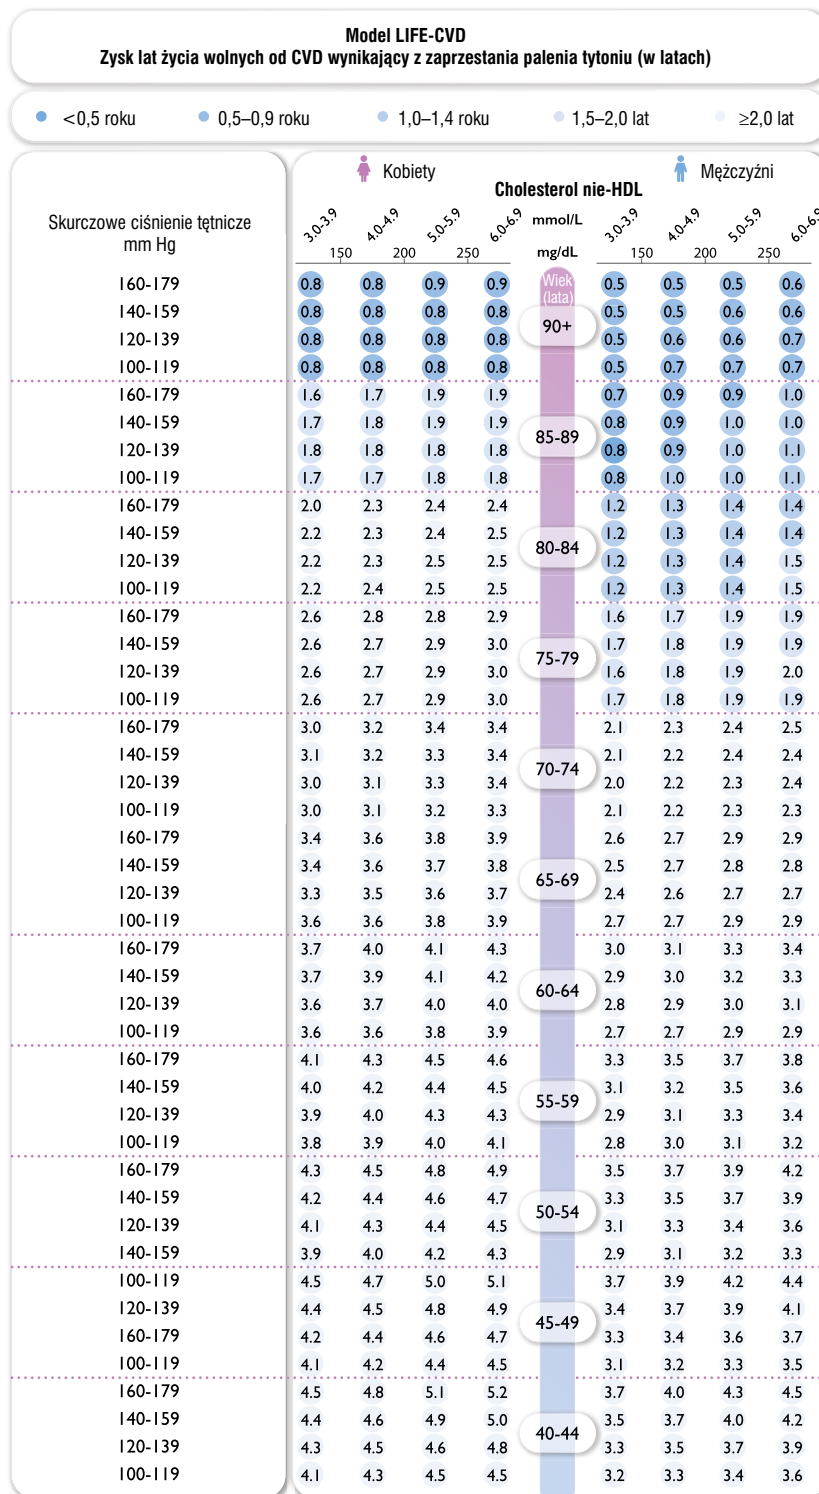 Model LIFE-CVD
Zysk lat życia wolnych od CVD wynikający z zaprzestania palenia tytoniu (w latach)
<0,5 roku 0,5–0,9 roku 1,0–1,4 roku 1,5–2,0 lat ≥2,0 lat
Kobiety Mężczyźni
Cholesterol nie-HDL
Skurczowe ciśnienie tętnicze
mm Hg
3.0-3.9 4.0-4.9 5.0-5.9 6.0-6.9 mmol/L 3.0-3.9 4.0-4.9 5.0-5.9 6.0-6.9
150 200 250 mg/dL 150 200 250
Wiek
(lata)
160-179 0.8 0.8 0.9 0.9 0.5 0.5 0.5 0.6
140-159 0.8 0.8 0.8 0.8 0.5 0.5 0.6 0.6
90+
120-139 0.8 0.8 0.8 0.8 0.5 0.6 0.6 0.7
100-119 0.8 0.8 0.8 0.8 0.5 0.7 0.7 0.7
160-179 1.6 1.7 1.9 1.9 0.7 0.9 0.9 1.0
140-159 1.7 1.8 1.9 1.9 0.8 0.9 1.0 1.0
85-89
120-139 1.8 1.8 1.8 1.8 0.8 0.9 1.0 1.1
100-119 1.7 1.7 1.8 1.8 0.8 1.0 1.0 1.1
160-179 2.0 2.3 2.4 2.4 1.2 1.3 1.4 1.4
140-159 2.2 2.3 2.4 2.5 1.2 1.3 1.4 1.4
80-84
120-139 2.2 2.3 2.5 2.5 1.2 1.3 1.4 1.5
100-119 2.2 2.4 2.5 2.5 1.2 1.3 1.4 1.5
160-179 2.6 2.8 2.8 2.9 1.6 1.7 1.9 1.9
140-159 2.6 2.7 2.9 3.0 1.7 1.8 1.9 1.9
75-79
120-139 2.6 2.7 2.9 3.0 1.6 1.8 1.9 2.0
100-119 2.6 2.7 2.9 3.0 1.7 1.8 1.9 1.9
160-179 3.0 3.2 3.4 3.4 2.1 2.3 2.4 2.5
140-159 3.1 3.2 3.3 3.4 2.1 2.2 2.4 2.4
70-74
120-139 3.0 3.1 3.3 3.4 2.0 2.2 2.3 2.4
100-119 3.0 3.1 3.2 3.3 2.1 2.2 2.3 2.3
160-179 3.4 3.6 3.8 3.9 2.6 2.7 2.9 2.9
140-159 3.4 3.6 3.7 3.8 2.5 2.7 2.8 2.8
65-69
120-139 3.3 3.5 3.6 3.7 2.4 2.6 2.7 2.7
100-119 3.6 3.6 3.8 3.9 2.7 2.7 2.9 2.9
160-179 3.7 4.0 4.1 4.3 3.0 3.1 3.3 3.4
140-159 3.7 3.9 4.1 4.2 2.9 3.0 3.2 3.3
60-64
120-139 3.6 3.7 4.0 4.0 2.8 2.9 3.0 3.1
100-119 3.6 3.6 3.8 3.9 2.7 2.7 2.9 2.9
160-179 4.1 4.3 4.5 4.6 3.3 3.5 3.7 3.8
140-159 4.0 4.2 4.4 4.5 3.1 3.2 3.5 3.6
55-59
120-139 3.9 4.0 4.3 4.3 2.9 3.1 3.3 3.4
100-119 3.8 3.9 4.0 4.1 2.8 3.0 3.1 3.2
160-179 4.3 4.5 4.8 4.9 3.5 3.7 3.9 4.2
140-159 4.2 4.4 4.6 4.7 3.3 3.5 3.7 3.9
50-54
120-139 4.1 4.3 4.4 4.5 3.1 3.3 3.4 3.6
140-159 3.9 4.0 4.2 4.3 2.9 3.1 3.2 3.3
100-119 4.5 4.7 5.0 5.1 3.7 3.9 4.2 4.4
120-139 4.4 4.5 4.8 4.9 3.4 3.7 3.9 4.1
45-49
160-179 4.2 4.4 4.6 4.7 3.3 3.4 3.6 3.7
100-119 4.1 4.2 4.4 4.5 3.1 3.2 3.3 3.5
160-179 4.5 4.8 5.1 5.2 3.7 4.0 4.3 4.5
140-159 4.4 4.6 4.9 5.0 3.5 3.7 4.0 4.2
40-44
120-139 4.3 4.5 4.6 4.8 3.3 3.5 3.7 3.9
100-119 4.1 4.3 4.5 4.5 3.2 3.3 3.4 3.6